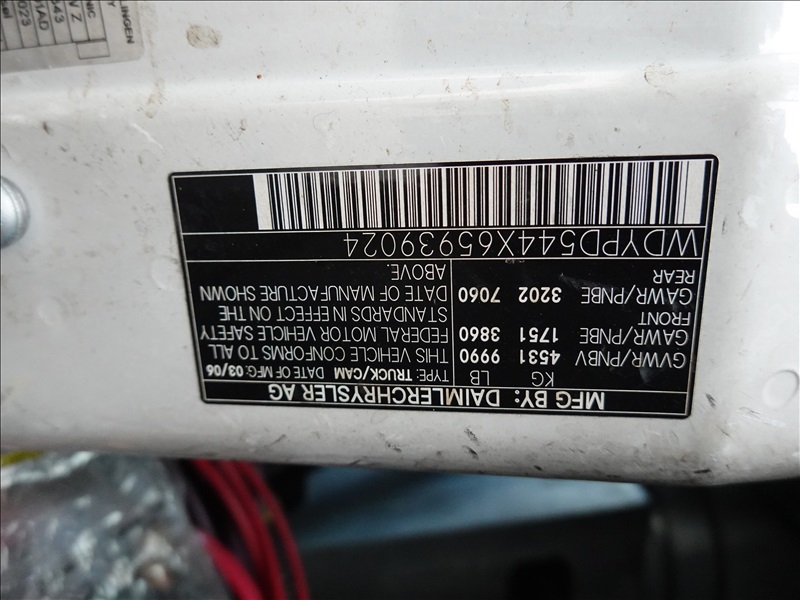 MFG BY: DAIMLERCHRYSLER AG
KG LB
GVWR/PNBV 4531 9990
GAWR/PNBE 1751 3860
FRONT
GAWR/PNBE 3202 7060
REAR
TYPE: TRUCK/CAM DATE OF MFG: 03/06
THIS VEHICLE CONFORMS TO ALL
FEDERAL MOTOR VEHICLE SAFETY
STANDARDS IN EFFECT ON THE
DATE OF MANUFACTURE SHOWN
ABOVE.
WDYPD544X65939024